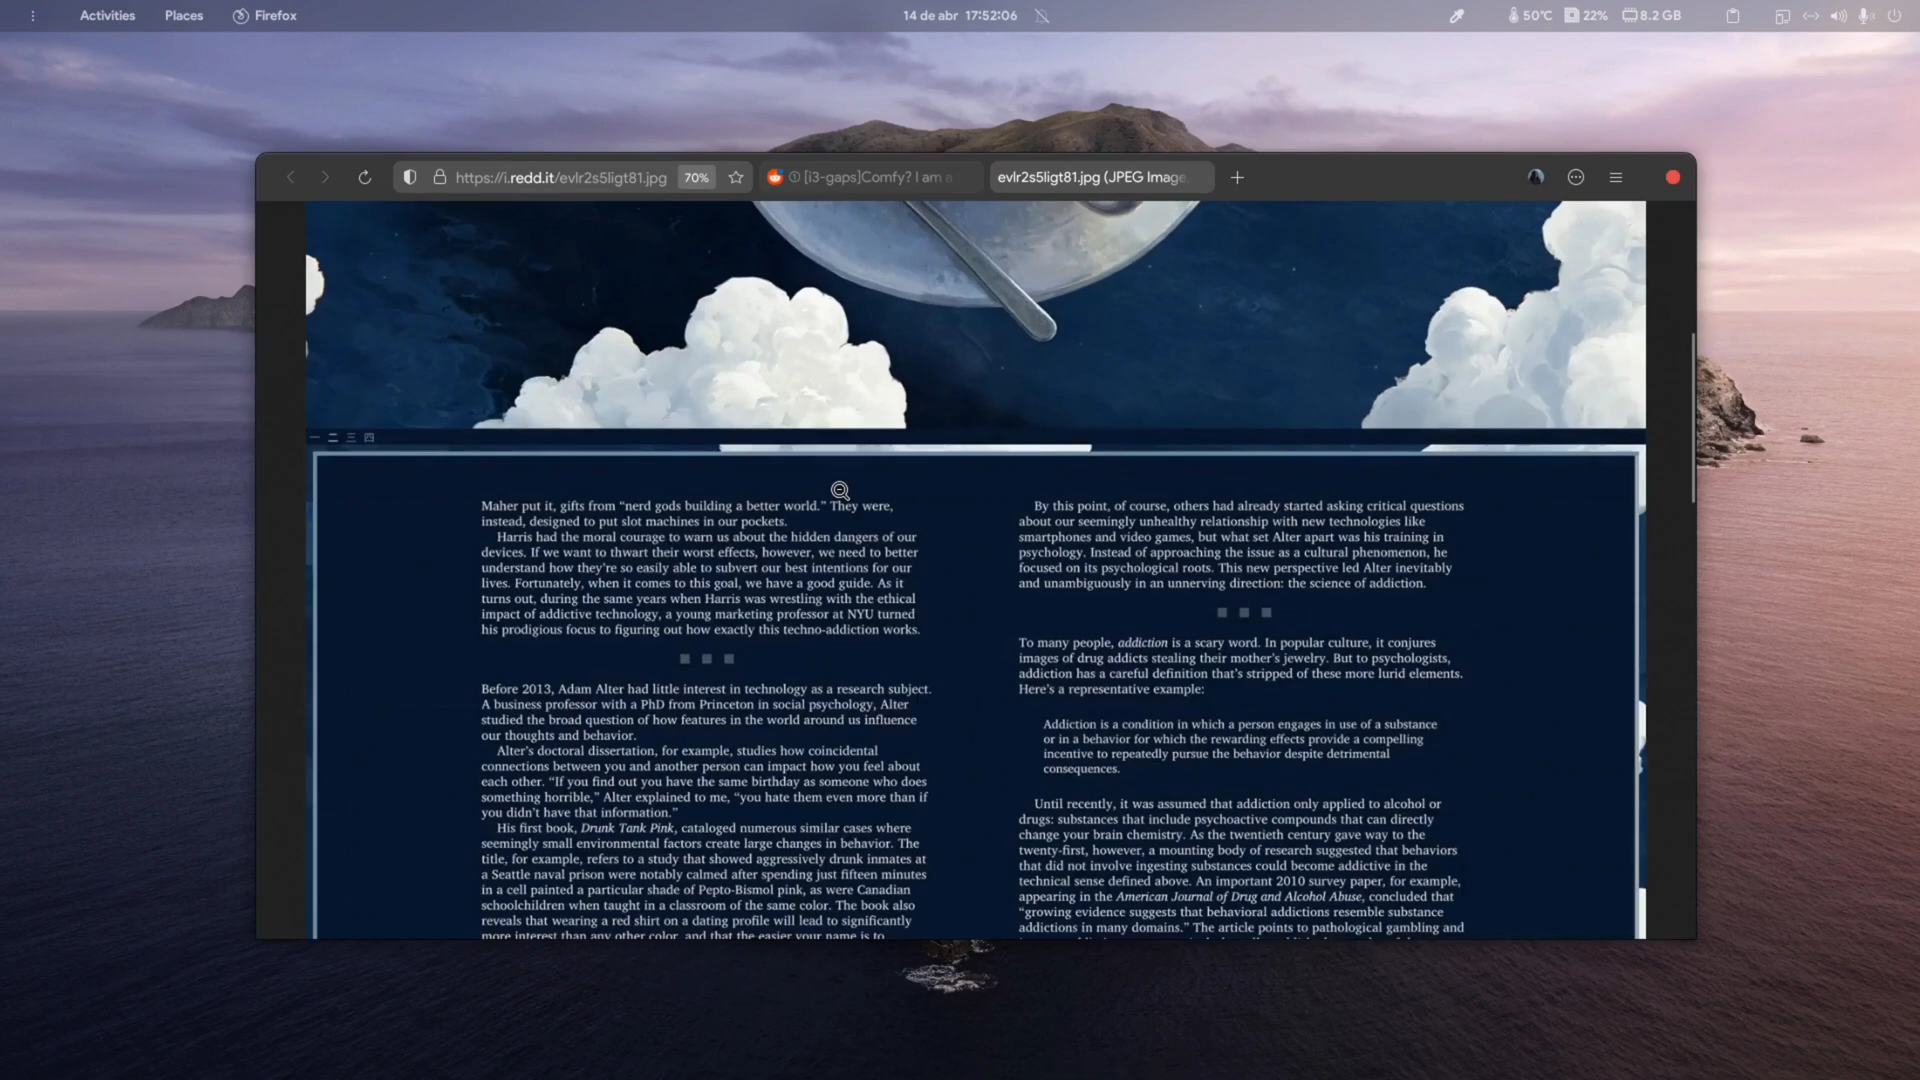 Activities Places Firefox 14 de abr 17:52:06 50°C 22% 8.2 GB
https://i.redd.it/evlr2s5ligt81.jpg 70% [i3-gaps]Comfy? I am a evlr2s5ligt81.jpg (JPEG Image,
一 二 三 四
Maher put it, gifts from “nerd gods building a better world.” They were,
instead, designed to put slot machines in our pockets.
Harris had the moral courage to warn us about the hidden dangers of our
devices. If we want to thwart their worst effects, however, we need to better
understand how they’re so easily able to subvert our best intentions for our
lives. Fortunately, when it comes to this goal, we have a good guide. As it
turns out, during the same years when Harris was wrestling with the ethical
impact of addictive technology, a young marketing professor at NYU turned
his prodigious focus to figuring out how exactly this techno-addiction works.
Before 2013, Adam Alter had little interest in technology as a research subject.
A business professor with a PhD from Princeton in social psychology, Alter
studied the broad question of how features in the world around us influence
our thoughts and behavior.
Alter’s doctoral dissertation, for example, studies how coincidental
connections between you and another person can impact how you feel about
each other. “If you find out you have the same birthday as someone who does
something horrible,” Alter explained to me, “you hate them even more than if
you didn’t have that information.”
His first book, Drunk Tank Pink, cataloged numerous similar cases where
seemingly small environmental factors create large changes in behavior. The
title, for example, refers to a study that showed aggressively drunk inmates at
a Seattle naval prison were notably calmed after spending just fifteen minutes
in a cell painted a particular shade of Pepto-Bismol pink, as were Canadian
schoolchildren when taught in a classroom of the same color. The book also
reveals that wearing a red shirt on a dating profile will lead to significantly
more interest than any other color, and that the easier your name is to
By this point, of course, others had already started asking critical questions
about our seemingly unhealthy relationship with new technologies like
smartphones and video games, but what set Alter apart was his training in
psychology. Instead of approaching the issue as a cultural phenomenon, he
focused on its psychological roots. This new perspective led Alter inevitably
and unambiguously in an unnerving direction: the science of addiction.
To many people, addiction is a scary word. In popular culture, it conjures
images of drug addicts stealing their mother’s jewelry. But to psychologists,
addiction has a careful definition that’s stripped of these more lurid elements.
Here’s a representative example:
Addiction is a condition in which a person engages in use of a substance
or in a behavior for which the rewarding effects provide a compelling
incentive to repeatedly pursue the behavior despite detrimental
consequences.
Until recently, it was assumed that addiction only applied to alcohol or
drugs: substances that include psychoactive compounds that can directly
change your brain chemistry. As the twentieth century gave way to the
twenty-first, however, a mounting body of research suggested that behaviors
that did not involve ingesting substances could become addictive in the
technical sense defined above. An important 2010 survey paper, for example,
appearing in the American Journal of Drug and Alcohol Abuse, concluded that
“growing evidence suggests that behavioral addictions resemble substance
addictions in many domains.” The article points to pathological gambling and